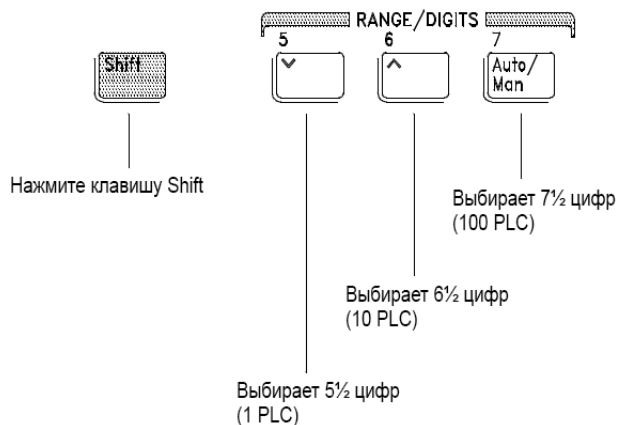 RANGE/DIGITS
5 6 7
Shift Auto/
Man
Нажмите клавишу Shift
Выбирает 7½ цифр
(100 PLC)
Выбирает 6½ цифр
(10 PLC)
Выбирает 5½ цифр
(1 PLC)